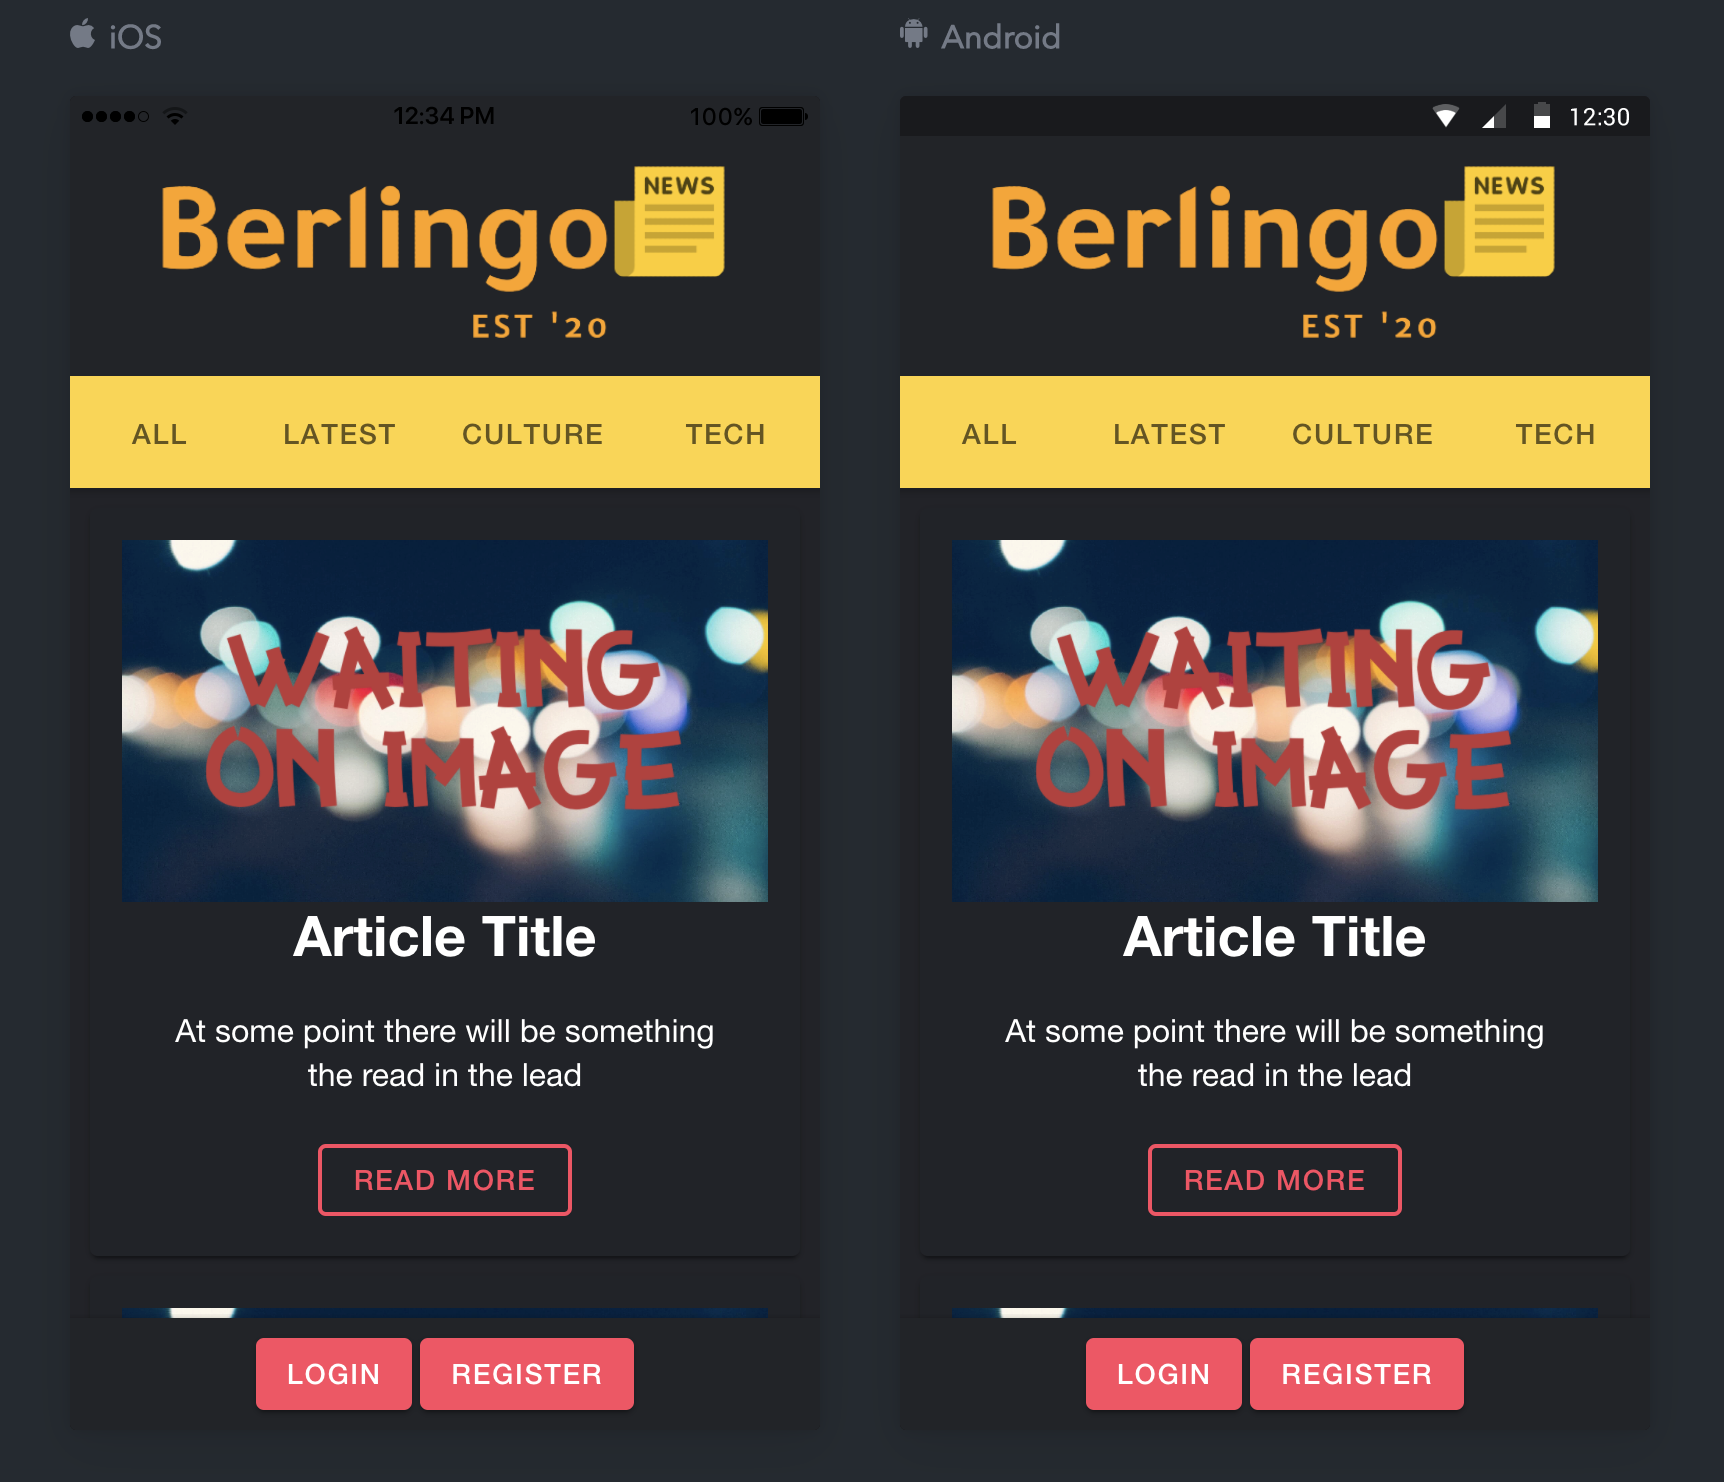 iOS
Android
12:34 PM
100%
12:30
NEWS
Berlingo
EST '20
NEWS
Berlingo
EST '20
ALL LATEST CULTURE TECH
ALL LATEST CULTURE TECH
WAITING
ON IMAGE
WAITING
ON IMAGE
Article Title
Article Title
At some point there will be something
the read in the lead
At some point there will be something
the read in the lead
READ MORE
READ MORE
LOGIN REGISTER
LOGIN REGISTER